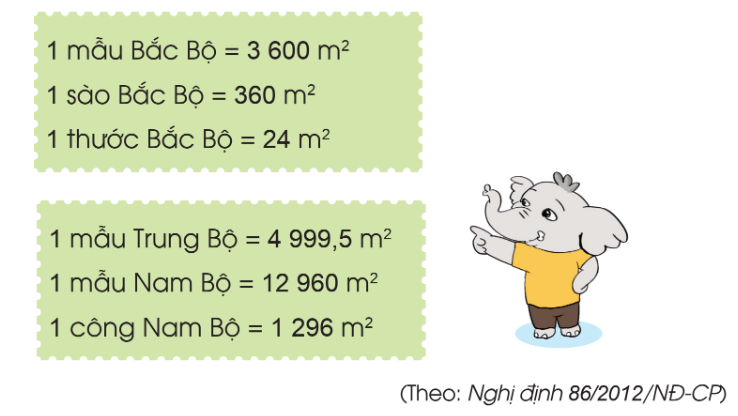 1 mẫu Bắc Bộ = 3 600 m²
1 sào Bắc Bộ = 360 m²
1 thước Bắc Bộ = 24 m²
1 mẫu Trung Bộ = 4 999,5 m²
1 mẫu Nam Bộ = 12 960 m²
1 công Nam Bộ = 1 296 m²
(Theo: Nghị định 86/2012/NĐ-CP)